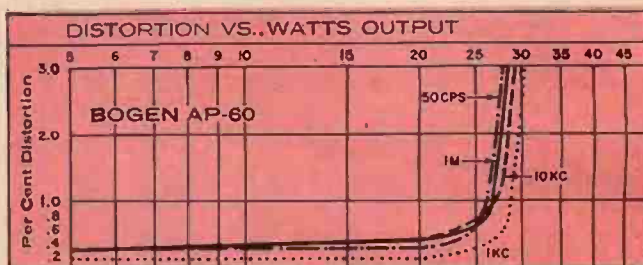 DISTORTION VS..WATTS OUTPUT
5 6 7 8 9 10 15 20 25 30 35 40 45
Per Cent Distortion
3.0
BOGEN AP-60
50CPS
2.0
IM
10KC
1.0
.8
.6
.4
.2
1KC